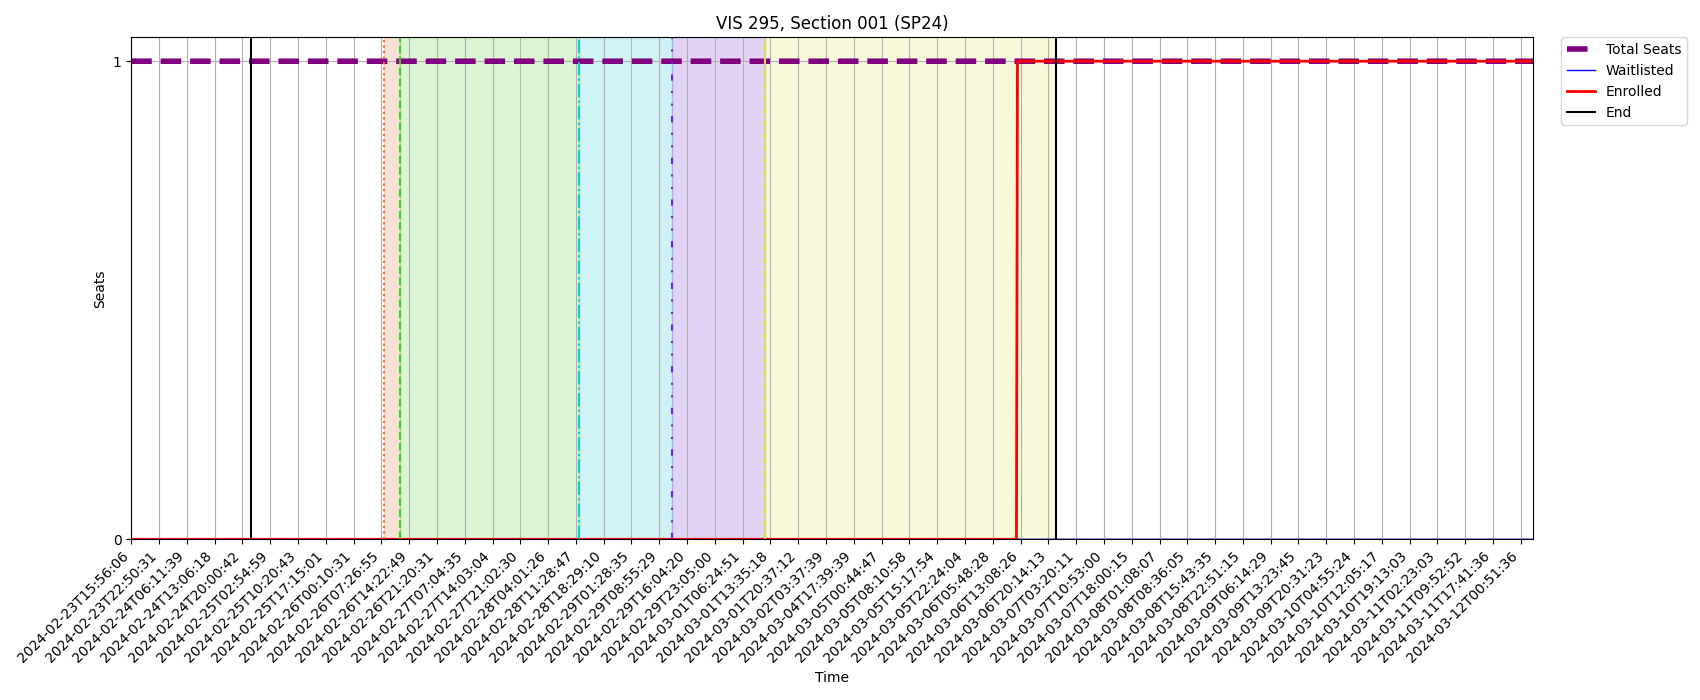 VIS 295, Section 001 (SP24)
Total Seats
Waitlisted
Enrolled
End
Seats
1
0
2024-02-23T15:56:06
2024-02-23T22:50:31
2024-02-24T06:11:39
2024-02-24T13:06:18
2024-02-24T20:00:42
2024-02-25T02:54:59
2024-02-25T10:20:43
2024-02-25T17:15:01
2024-02-26T00:10:31
2024-02-26T07:26:55
2024-02-26T14:22:49
2024-02-26T21:20:31
2024-02-27T07:04:35
2024-02-27T14:03:04
2024-02-27T21:02:30
2024-02-28T04:01:26
2024-02-28T11:28:47
2024-02-28T18:29:10
2024-02-29T01:28:35
2024-02-29T08:55:29
2024-02-29T16:04:20
2024-02-29T23:05:00
2024-03-01T06:24:51
2024-03-01T13:35:18
2024-03-01T20:37:12
2024-03-02T03:37:39
2024-03-04T17:39:39
2024-03-05T00:44:47
2024-03-05T08:10:58
2024-03-05T15:17:54
2024-03-05T22:24:04
2024-03-06T05:48:28
2024-03-06T13:08:26
2024-03-06T20:14:13
2024-03-07T03:20:11
2024-03-07T10:53:00
2024-03-07T18:00:15
2024-03-08T01:08:07
2024-03-08T08:36:05
2024-03-08T15:43:35
2024-03-08T22:51:15
2024-03-09T06:14:29
2024-03-09T13:23:45
2024-03-09T20:31:23
2024-03-10T04:55:24
2024-03-10T12:05:17
2024-03-10T19:13:03
2024-03-11T02:23:03
2024-03-11T09:52:52
2024-03-11T17:41:36
2024-03-12T00:51:36
Time